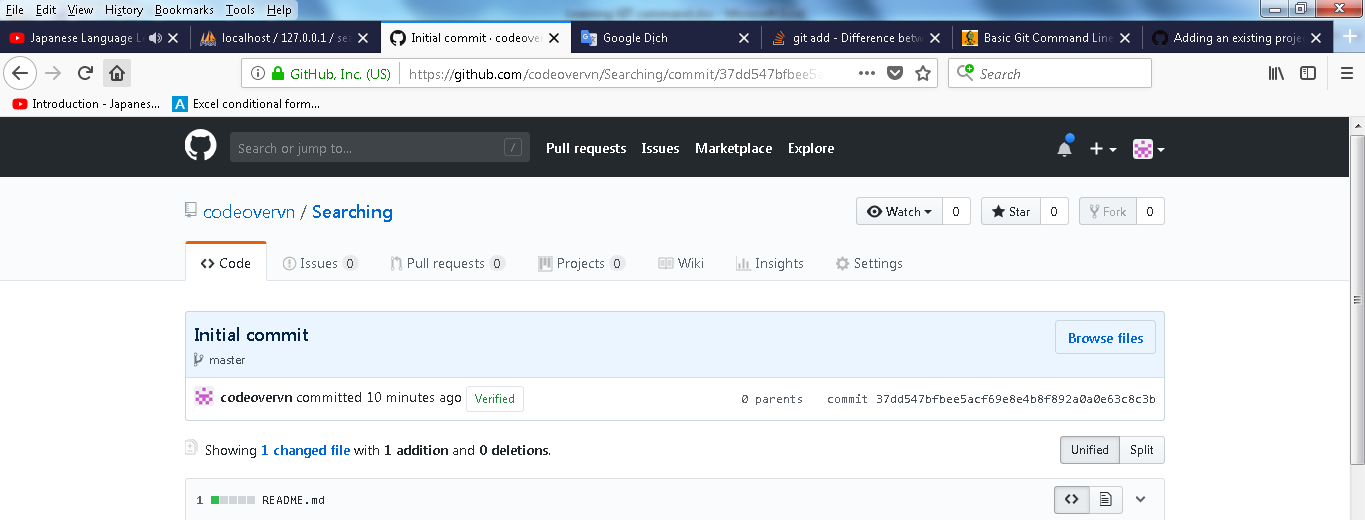 File Edit View History Bookmarks Tools Help
Japanese Language L
localhost / 127.0.0.1 / se
Initial commit · codeover
Google Dịch
git add - Difference betw
Basic Git Command Line
Adding an existing proje
GitHub, Inc. (US) https://github.com/codeovervn/Searching/commit/37dd547bfbee5a
Search
Introduction - Japanes... Excel conditional form...
Search or jump to... / Pull requests Issues Marketplace Explore
codeovervn / Searching Watch 0 Star 0 Fork 0
Code Issues 0 Pull requests 0 Projects 0 Wiki Insights Settings
Initial commit
Browse files
master
codeovervn committed 10 minutes ago Verified 0 parents commit 37dd547bfbee5acf69e8e4b8f892a0a0e63c8c3b
Showing 1 changed file with 1 addition and 0 deletions. Unified Split
1 README.md